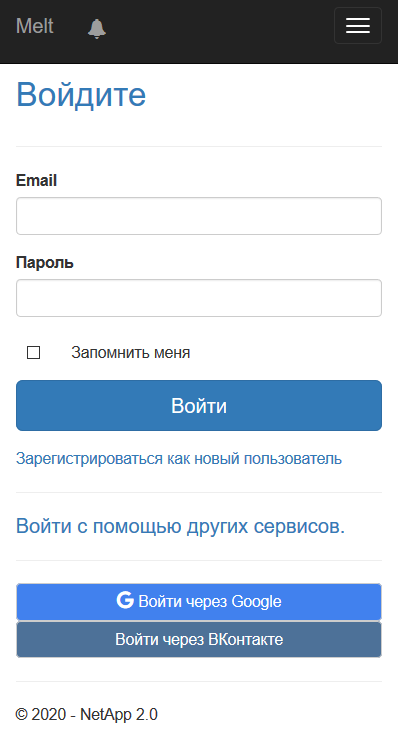 Melt
Войдите
Email
Пароль
Запомнить меня
Войти
Зарегистрироваться как новый пользователь
Войти с помощью других сервисов.
Войти через Google
Войти через ВКонтакте
© 2020 - NetApp 2.0